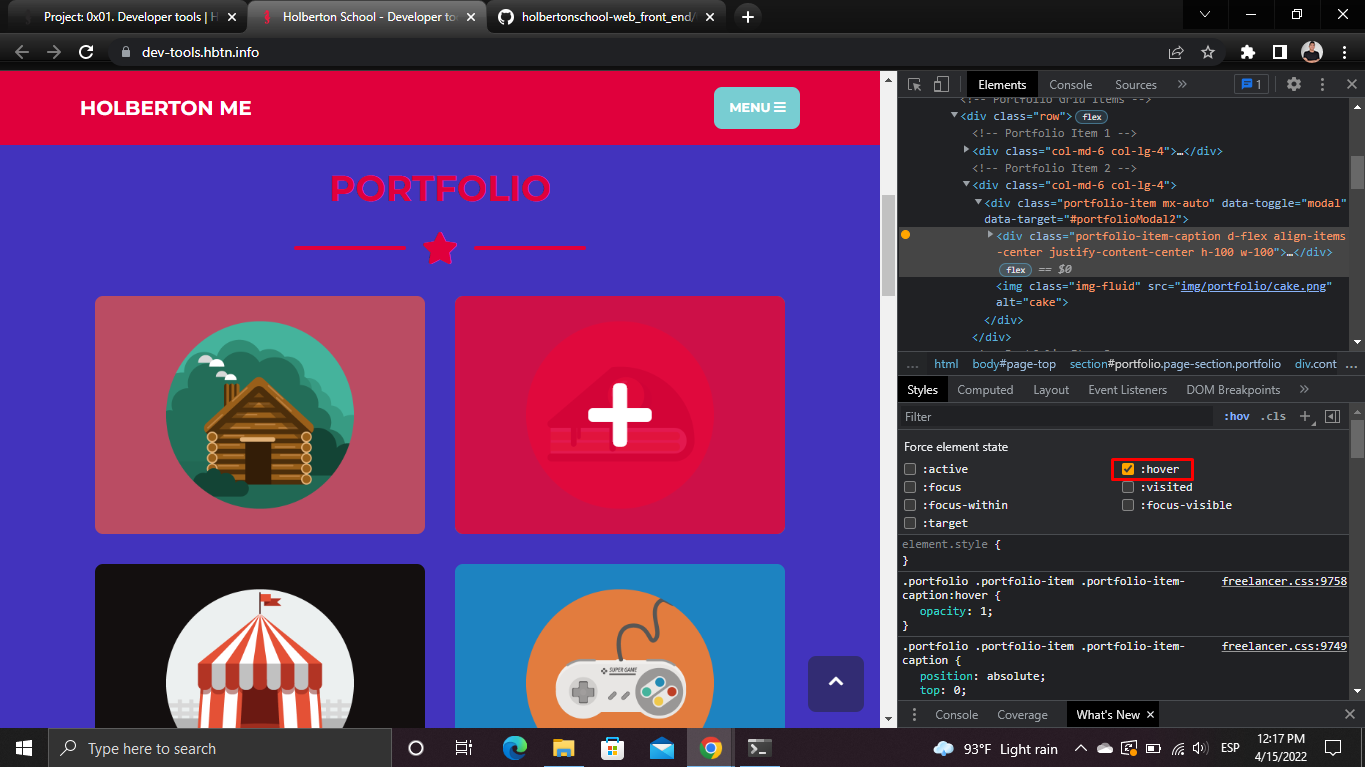 Project: 0x01. Developer tools | H
Holberton School - Developer to
holbertonschool-web_front_end/
dev-tools.hbtn.info
HOLBERTON ME
MENU
PORTFOLIO
SUPER GAME
Elements
Console
Sources
1
<!-- Portfolio Grid Items -->
<div class="row"> flex
<!-- Portfolio Item 1 -->
<div class="col-md-6 col-lg-4">…</div>
<!-- Portfolio Item 2 -->
<div class="col-md-6 col-lg-4">
<div class="portfolio-item mx-auto" data-toggle="modal"
data-target="#portfolioModal2">
<div class="portfolio-item-caption d-flex align-items
-center justify-content-center h-100 w-100">…</div>
flex == $0
<img class="img-fluid" src="img/portfolio/cake.png"
alt="cake">
</div>
</div>
... html body#page-top section#portfolio.page-section.portfolio div.cont ...
Styles Computed Layout Event Listeners DOM Breakpoints
Filter :hov .cls
Force element state
:active :hover
:focus :visited
:focus-within :focus-visible
:target
element.style {
}
.portfolio .portfolio-item .portfolio-item- freelancer.css:9758
caption:hover {
opacity: 1;
}
.portfolio .portfolio-item .portfolio-item- freelancer.css:9749
caption {
position: absolute;
top: 0;
Console Coverage What's New
Type here to search
93°F Light rain
ESP
12:17 PM
4/15/2022